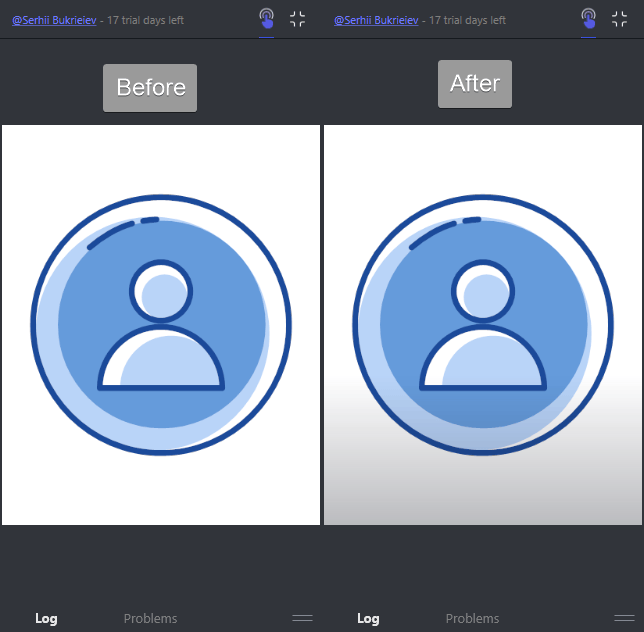 @Serhii Bukrieiev - 17 trial days left
@Serhii Bukrieiev - 17 trial days left
Before
After
Log
Problems
Log
Problems